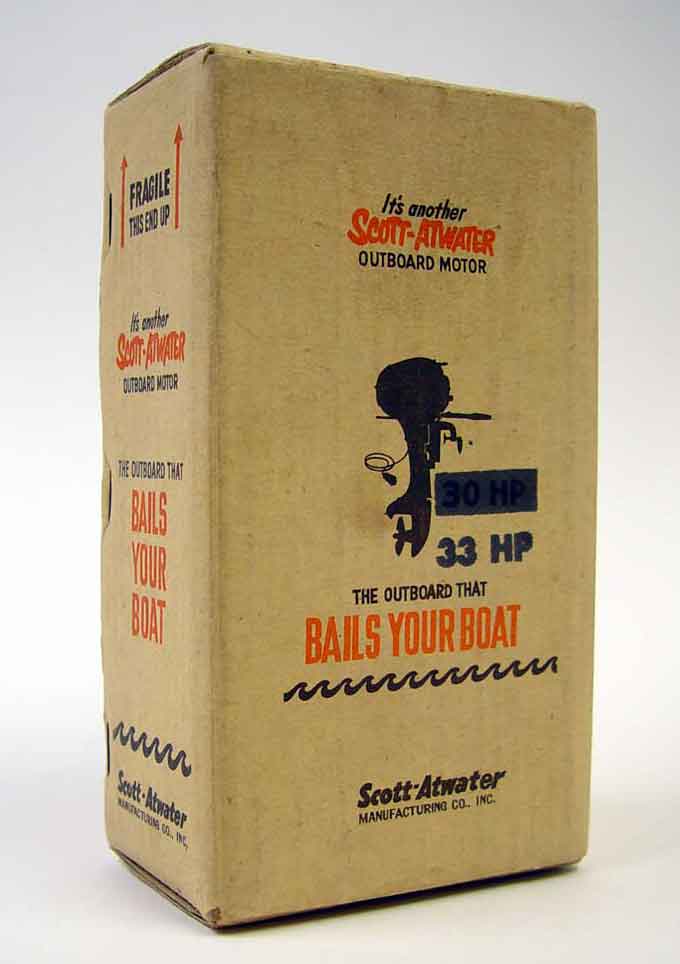 FRAGILE
THIS END UP
It's another
SCOTT-ATWATER
OUTBOARD MOTOR
THE OUTBOARD THAT
BAILS
YOUR
BOAT
Scott-Atwater
MANUFACTURING CO., INC.
It's another
SCOTT-ATWATER
OUTBOARD MOTOR
30 HP
33 HP
THE OUTBOARD THAT
BAILS YOUR BOAT
Scott-Atwater
MANUFACTURING CO., INC.